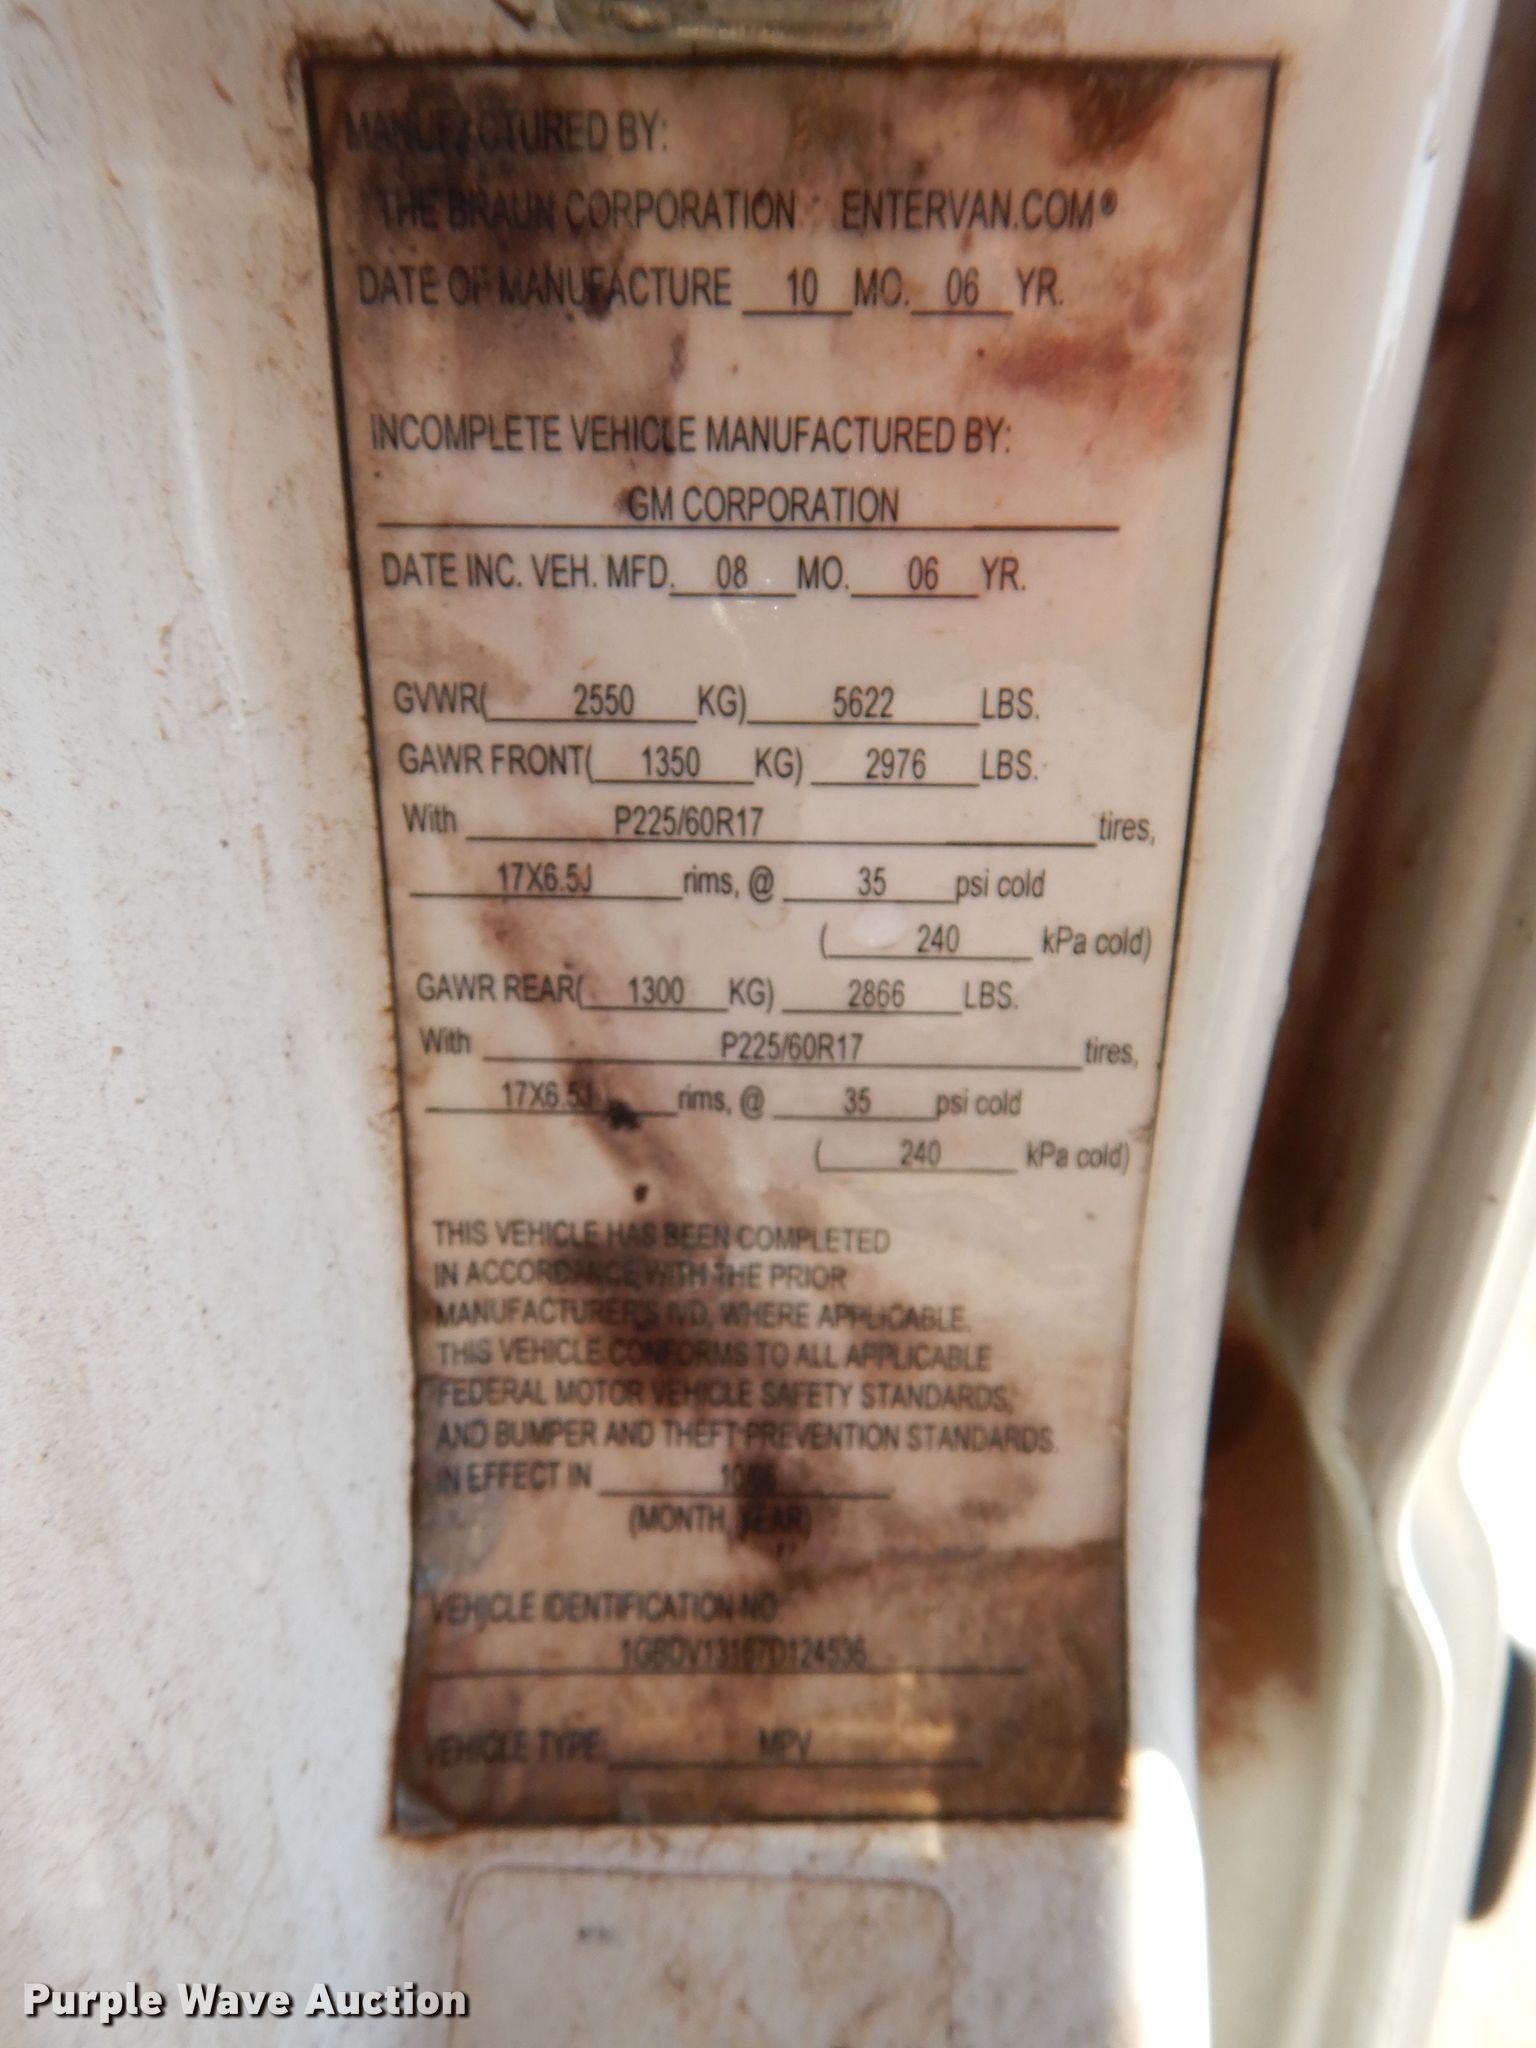 MANUFACTURED BY:
THE BRAUN CORPORATION ENTERVAN.COM®
DATE OF MANUFACTURE 10 MO. 06 YR.
INCOMPLETE VEHICLE MANUFACTURED BY:
GM CORPORATION
DATE INC. VEH. MFD. 08 MO. 06 YR.
GVWR( 2550 KG) 5622 LBS.
GAWR FRONT( 1350 KG) 2976 LBS.
With P225/60R17 tires,
17X6.5J rims, @ 35 psi cold
( 240 kPa cold)
GAWR REAR( 1300 KG) 2866 LBS.
With P225/60R17 tires,
17X6.5J rims, @ 35 psi cold
( 240 kPa cold)
THIS VEHICLE HAS BEEN COMPLETED
IN ACCORDANCE WITH THE PRIOR
MANUFACTURER'S IVD, WHERE APPLICABLE.
THIS VEHICLE CONFORMS TO ALL APPLICABLE
FEDERAL MOTOR VEHICLE SAFETY STANDARDS,
AND BUMPER AND THEFT PREVENTION STANDARDS.
IN EFFECT IN
(MONTH, YEAR)
VEHICLE IDENTIFICATION NO.
VEHICLE TYPE MPV
Purple Wave Auction